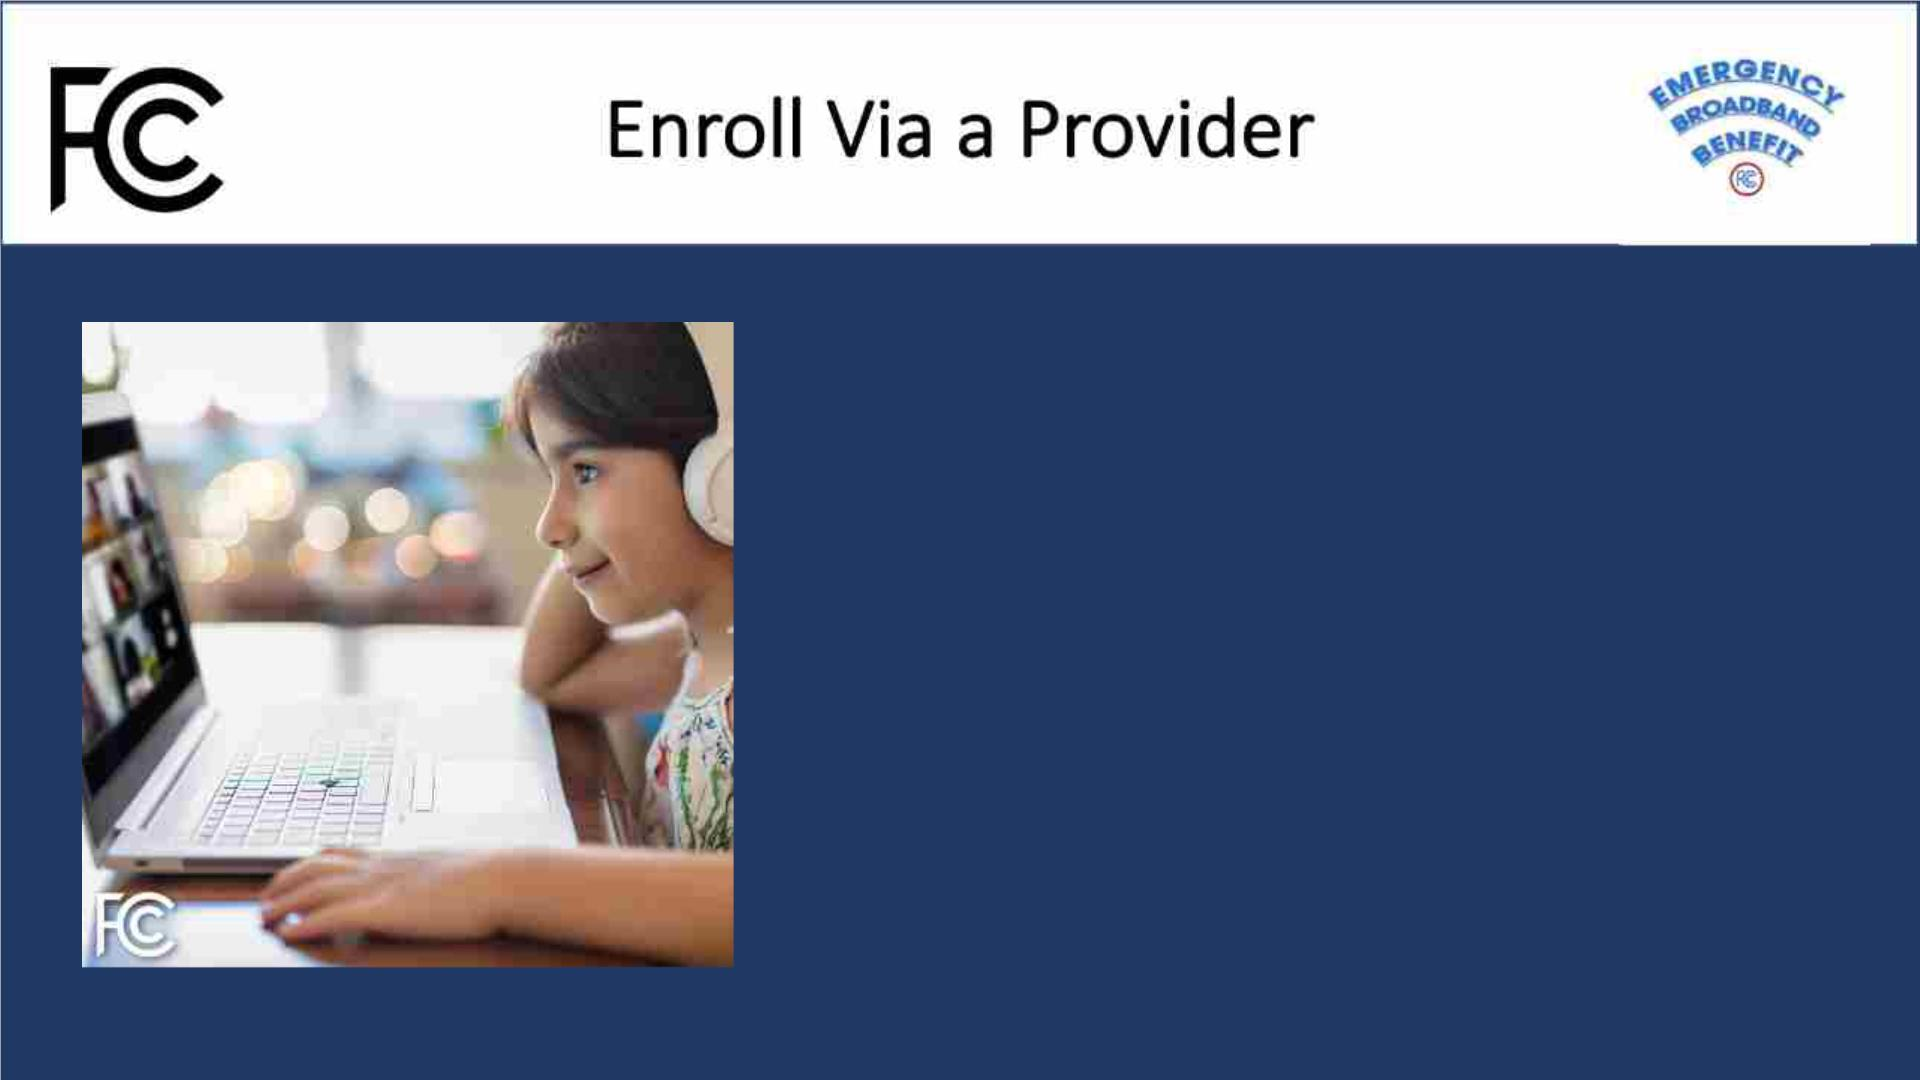 FCC
Enroll Via a Provider
EMERGENCY
BROADBAND
BENEFIT
FCC
FCC